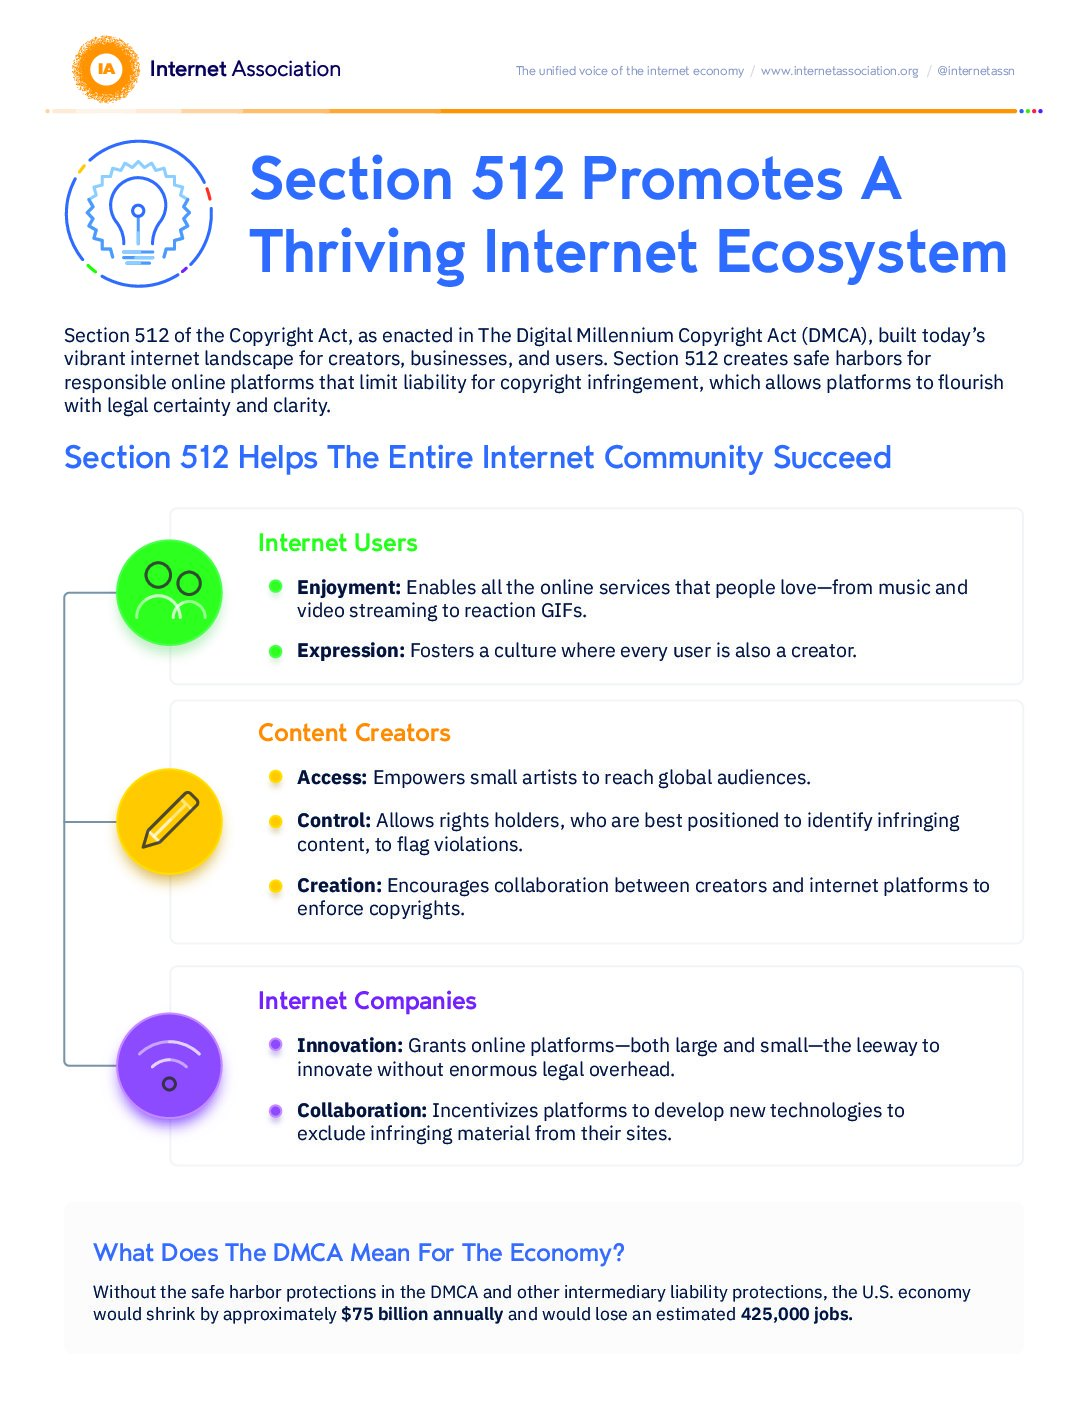 IA
Internet Association
The unified voice of the internet economy / www.internetassociation.org / @internetassn
Section 512 Promotes A
Thriving Internet Ecosystem
Section 512 of the Copyright Act, as enacted in The Digital Millennium Copyright Act (DMCA), built today’s
vibrant internet landscape for creators, businesses, and users. Section 512 creates safe harbors for
responsible online platforms that limit liability for copyright infringement, which allows platforms to flourish
with legal certainty and clarity.
Section 512 Helps The Entire Internet Community Succeed
Internet Users
Enjoyment: Enables all the online services that people love—from music and
video streaming to reaction GIFs.
Expression: Fosters a culture where every user is also a creator.
Content Creators
Access: Empowers small artists to reach global audiences.
Control: Allows rights holders, who are best positioned to identify infringing
content, to flag violations.
Creation: Encourages collaboration between creators and internet platforms to
enforce copyrights.
Internet Companies
Innovation: Grants online platforms—both large and small—the leeway to
innovate without enormous legal overhead.
Collaboration: Incentivizes platforms to develop new technologies to
exclude infringing material from their sites.
What Does The DMCA Mean For The Economy?
Without the safe harbor protections in the DMCA and other intermediary liability protections, the U.S. economy
would shrink by approximately $75 billion annually and would lose an estimated 425,000 jobs.